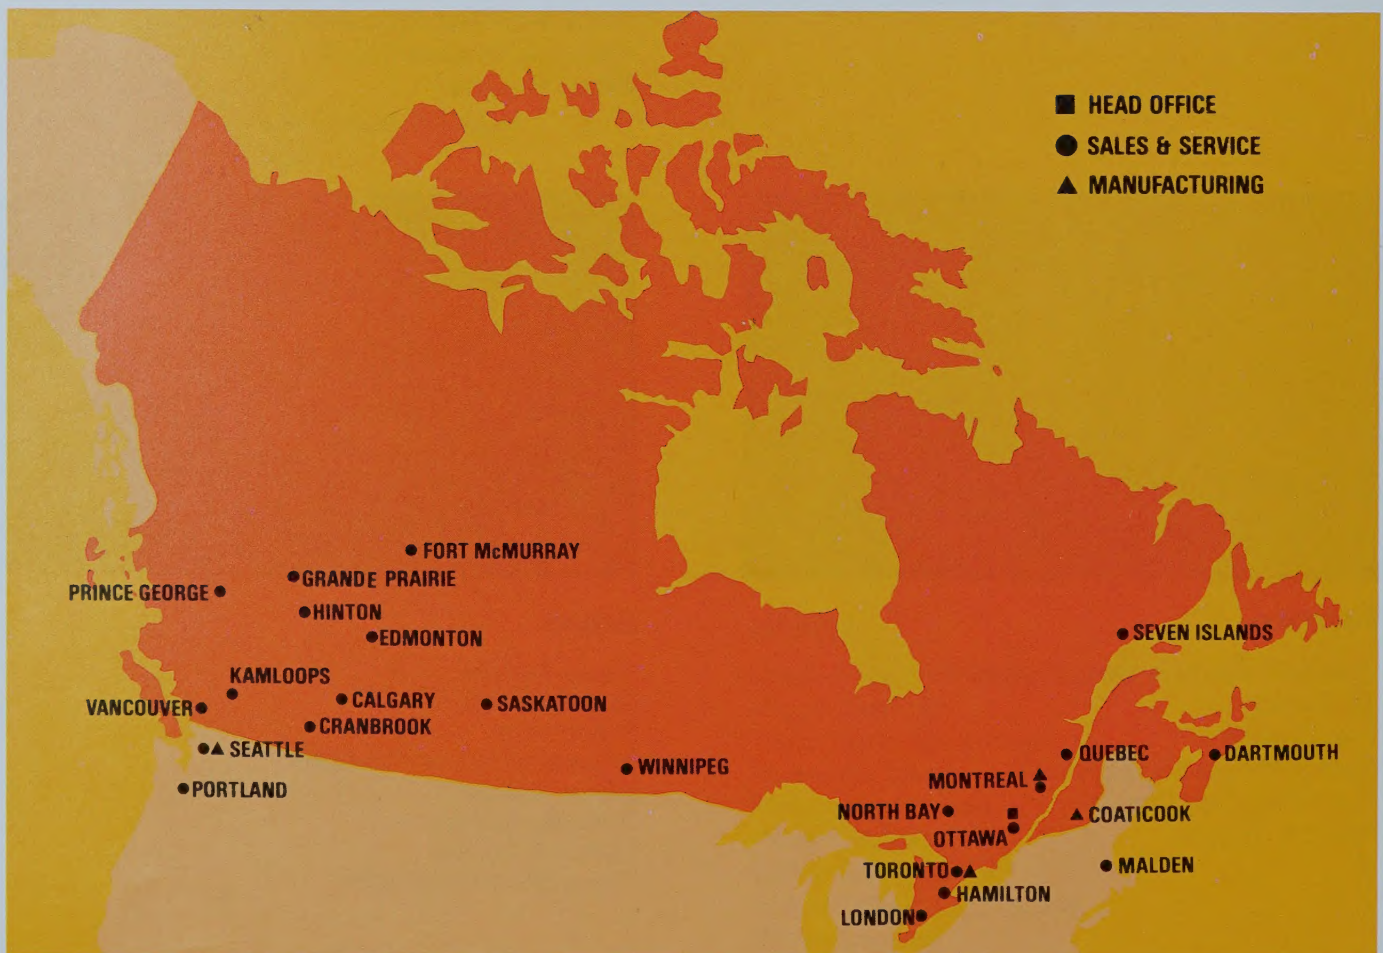 HEAD OFFICE
SALES & SERVICE
MANUFACTURING
FORT McMURRAY
GRANDE PRAIRIE
PRINCE GEORGE
HINTON
EDMONTON
SEVEN ISLANDS
KAMLOOPS
CALGARY
SASKATOON
VANCOUVER
CRANBROOK
SEATTLE
QUEBEC
DARTMOUTH
WINNIPEG
MONTREAL
PORTLAND
NORTH BAY
COATICOOK
OTTAWA
MALDEN
TORONTO
HAMILTON
LONDON